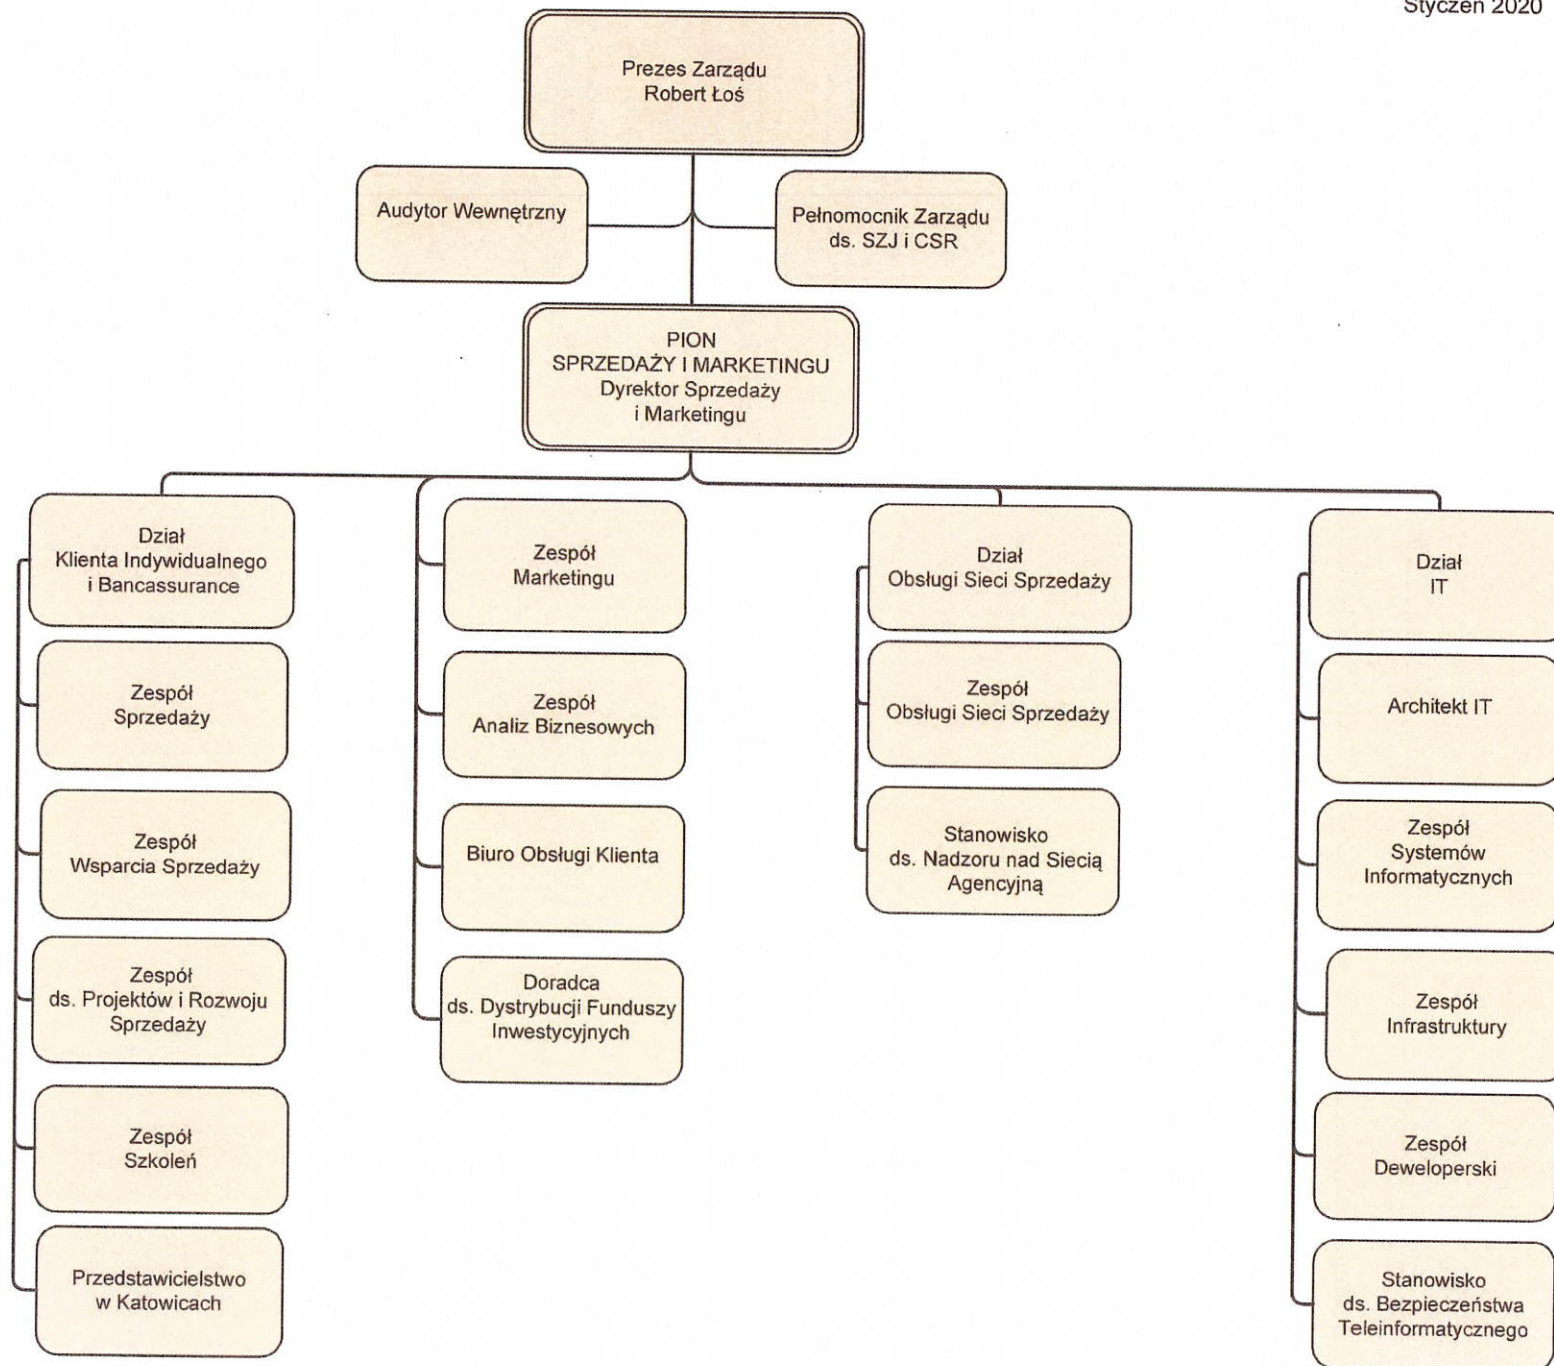 Styczeń 2020
Prezes Zarządu
Robert Łoś
Audytor Wewnętrzny
Pełnomocnik Zarządu
ds. SZJ i CSR
PION
SPRZEDAŻY I MARKETINGU
Dyrektor Sprzedaży
i Marketingu
Dział
Klienta Indywidualnego
i Bancassurance
Zespół
Sprzedaży
Zespół
Wsparcia Sprzedaży
Zespół
ds. Projektów i Rozwoju
Sprzedaży
Zespół
Szkoleń
Przedstawicielstwo
w Katowicach
Zespół
Marketingu
Zespół
Analiz Biznesowych
Biuro Obsługi Klienta
Doradca
ds. Dystrybucji Funduszy
Inwestycyjnych
Dział
Obsługi Sieci Sprzedaży
Zespół
Obsługi Sieci Sprzedaży
Stanowisko
ds. Nadzoru nad Siecią
Agencyjną
Dział
IT
Architekt IT
Zespół
Systemów
Informatycznych
Zespół
Infrastruktury
Zespół
Deweloperski
Stanowisko
ds. Bezpieczeństwa
Teleinformatycznego